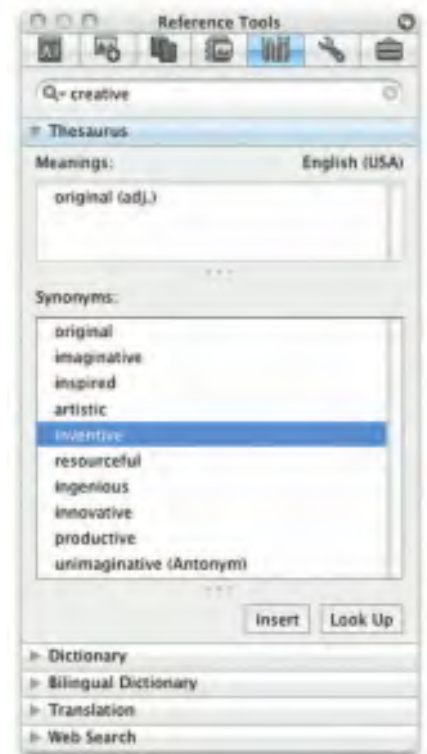 Reference Tools
creative
Thesaurus
Meanings: English (USA)
original (adj.)
Synonyms:
original
imaginative
inspired
artistic
inventive
resourceful
ingenious
innovative
productive
unimaginative (Antonym)
Insert Look Up
Dictionary
Bilingual Dictionary
Translation
Web Search